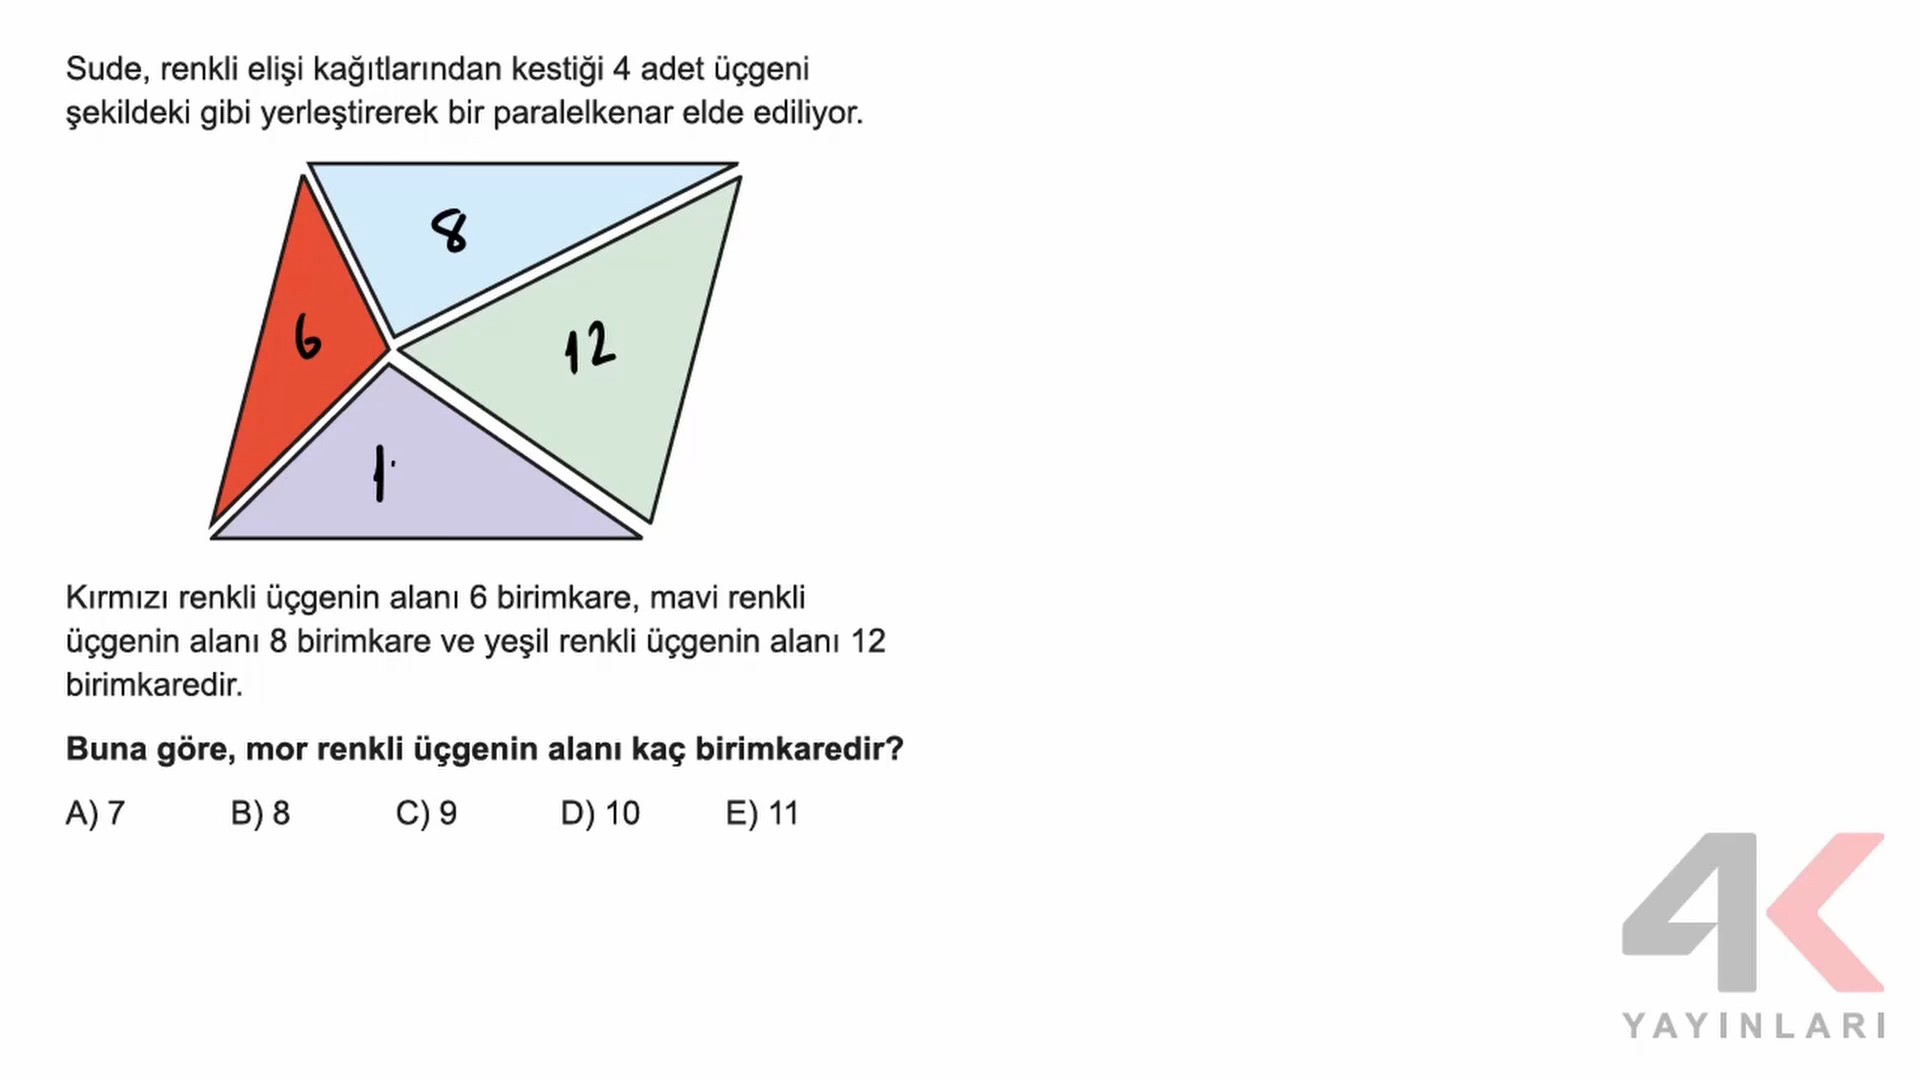 Sude, renkli elişi kağıtlarından kestiği 4 adet üçgeni
şekildeki gibi yerleştirerek bir paralelkenar elde ediliyor.
8
6
12
1
Kırmızı renkli üçgenin alanı 6 birimkare, mavi renkli
üçgenin alanı 8 birimkare ve yeşil renkli üçgenin alanı 12
birimkaredir.
Buna göre, mor renkli üçgenin alanı kaç birimkaredir?
A) 7 B) 8 C) 9 D) 10 E) 11
4K
YAYINLARI